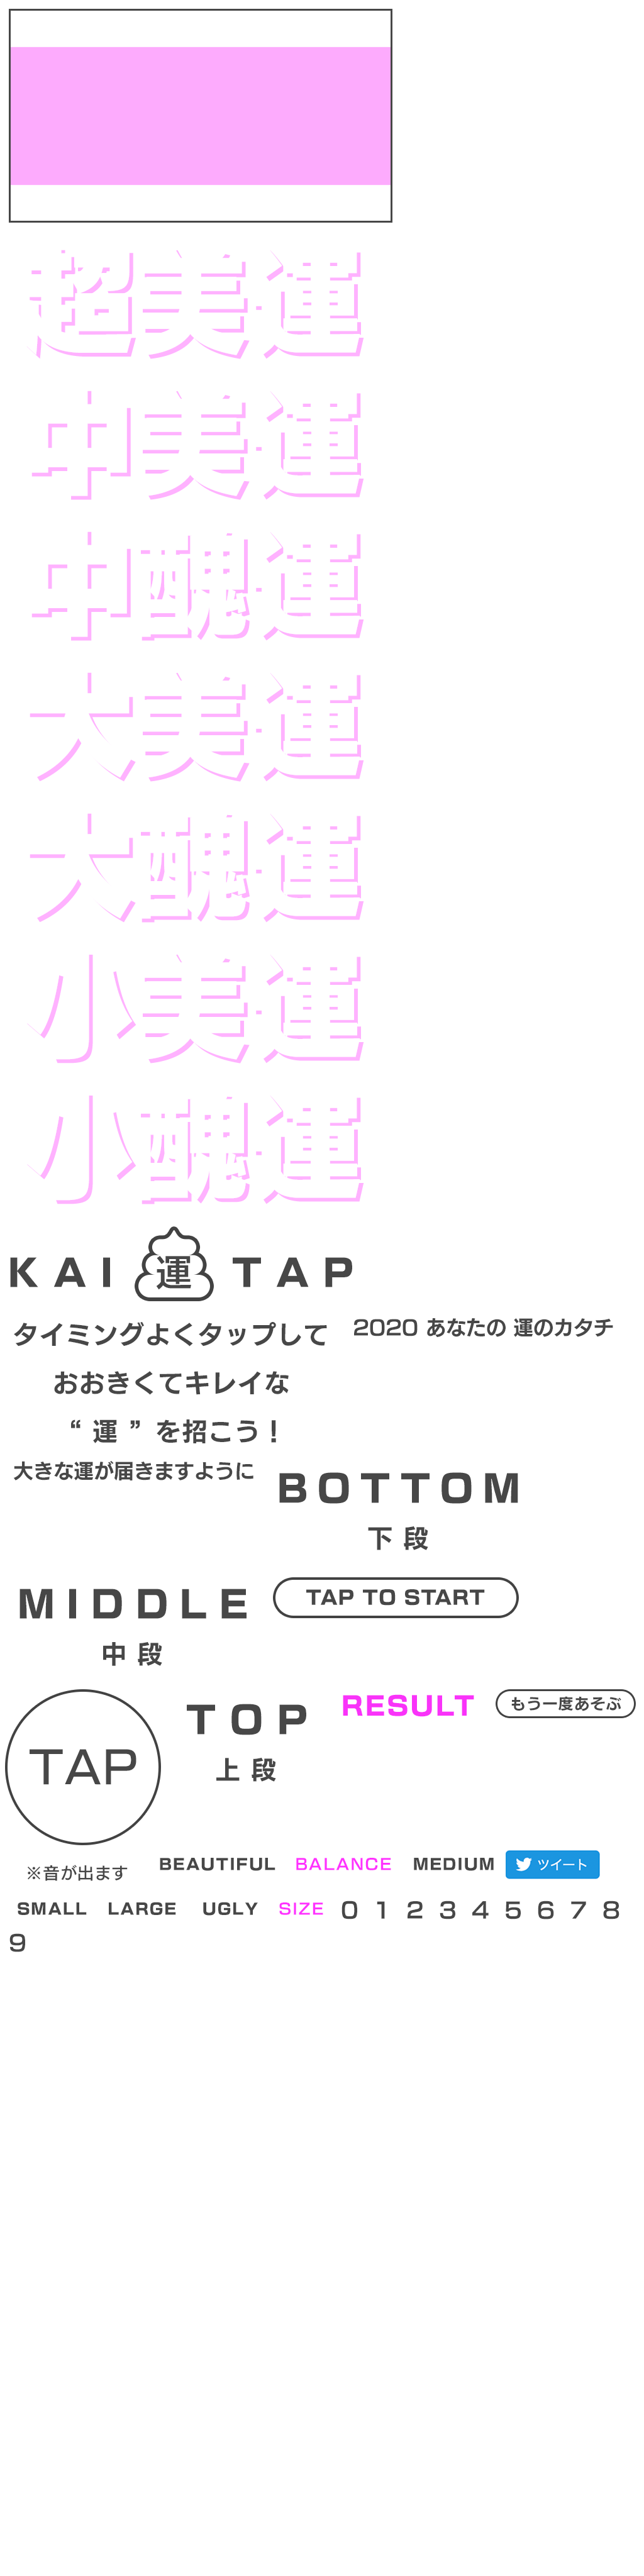 超美運
中美運
中醜運
大美運
大醜運
小美運
小醜運
KAI 運 TAP
タイミングよくタップして
おおきくてキレイな
“ 運 ” を招こう！
2020 あなたの 運のカタチ
大きな運が届きますように
BOTTOM
下段
MIDDLE
中段
TAP TO START
TAP
TOP
上段
RESULT
もう一度あそぶ
※音が出ます
BEAUTIFUL
BALANCE
MEDIUM
ツイート
SMALL
LARGE
UGLY
SIZE
0 1 2 3 4 5 6 7 8
9